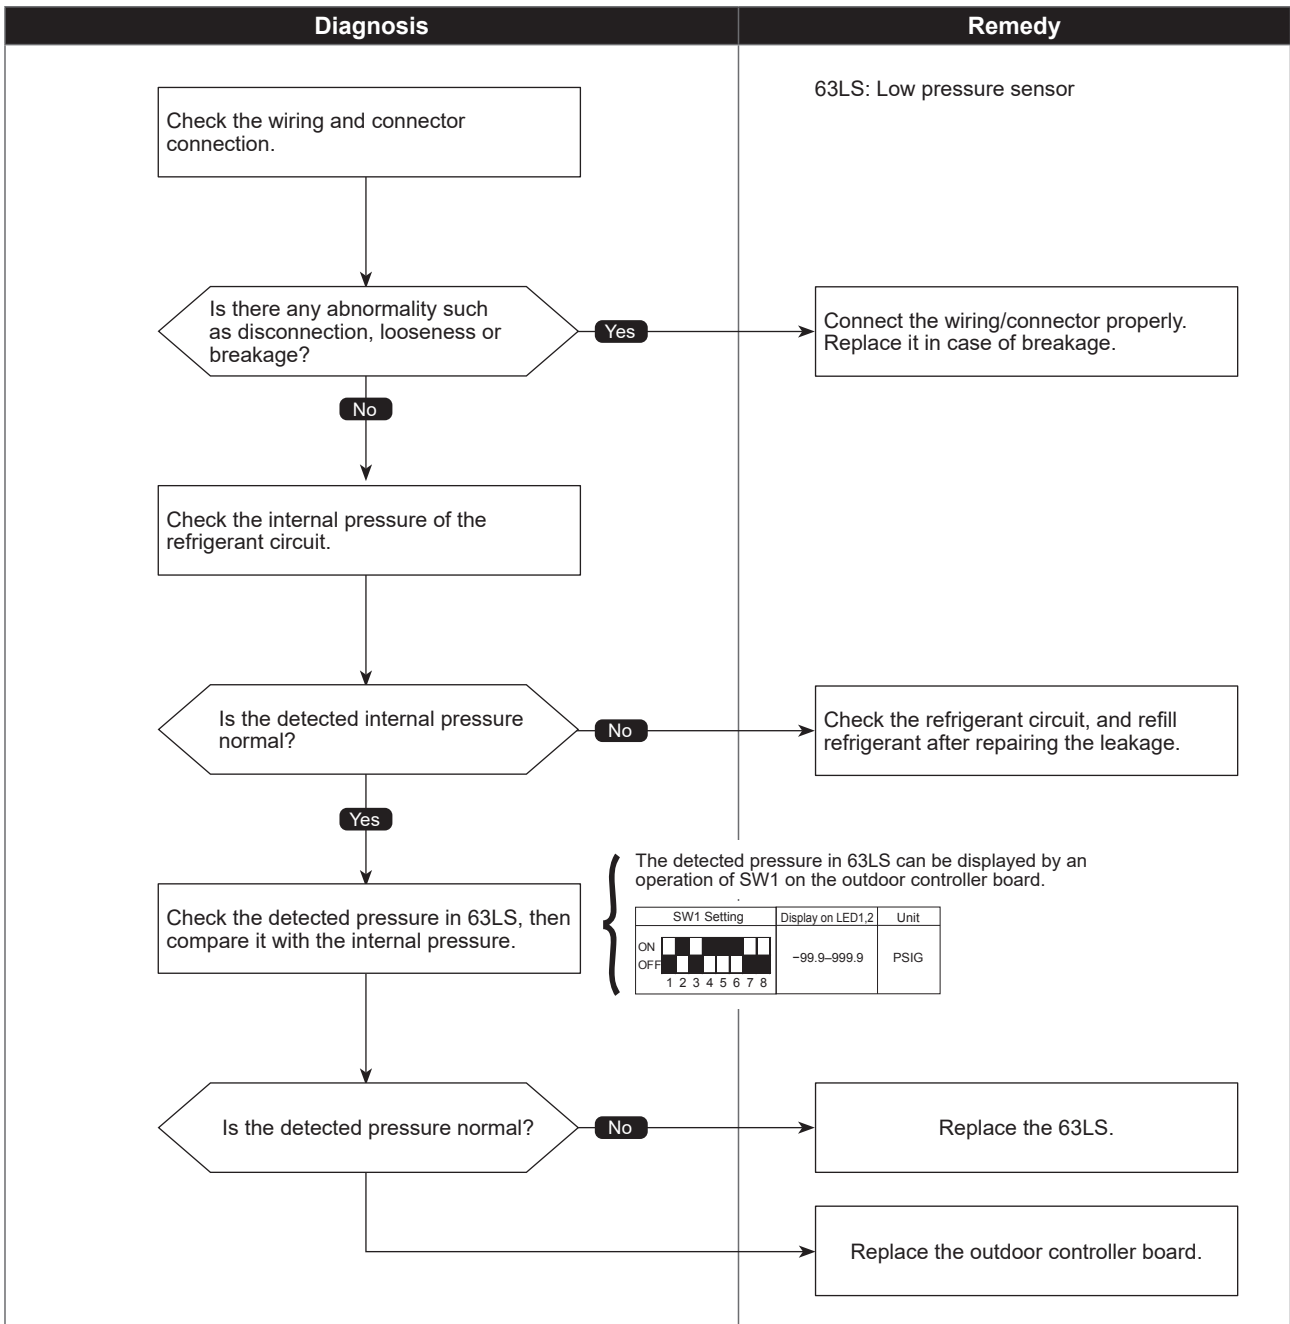 Diagnosis
Remedy
63LS: Low pressure sensor
Check the wiring and connector
connection.
Is there any abnormality such
as disconnection, looseness or
breakage?
Yes
Connect the wiring/connector properly.
Replace it in case of breakage.
No
Check the internal pressure of the
refrigerant circuit.
Is the detected internal pressure
normal?
No
Check the refrigerant circuit, and refill
refrigerant after repairing the leakage.
Yes
Check the detected pressure in 63LS, then
compare it with the internal pressure.
The detected pressure in 63LS can be displayed by an
operation of SW1 on the outdoor controller board.
SW1 Setting
Display on LED1,2
Unit
ON
OFF
1 2 3 4 5 6 7 8
−99.9–999.9
PSIG
Is the detected pressure normal?
No
Replace the 63LS.
Replace the outdoor controller board.